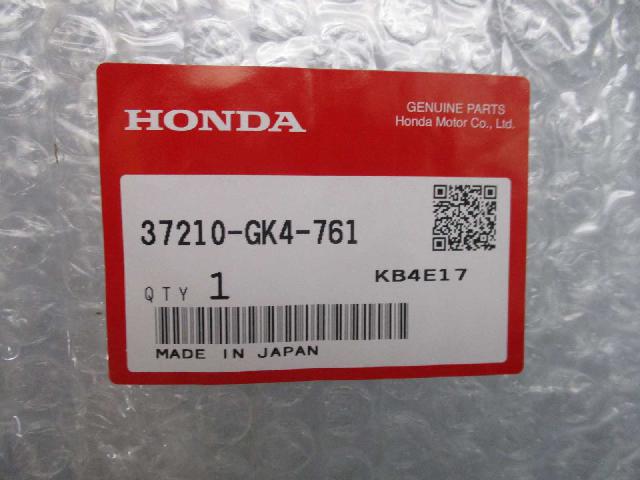 HONDA
GENUINE PARTS
Honda Motor Co., Ltd.
37210-GK4-761
KB4E17
QTY 1
MADE IN JAPAN